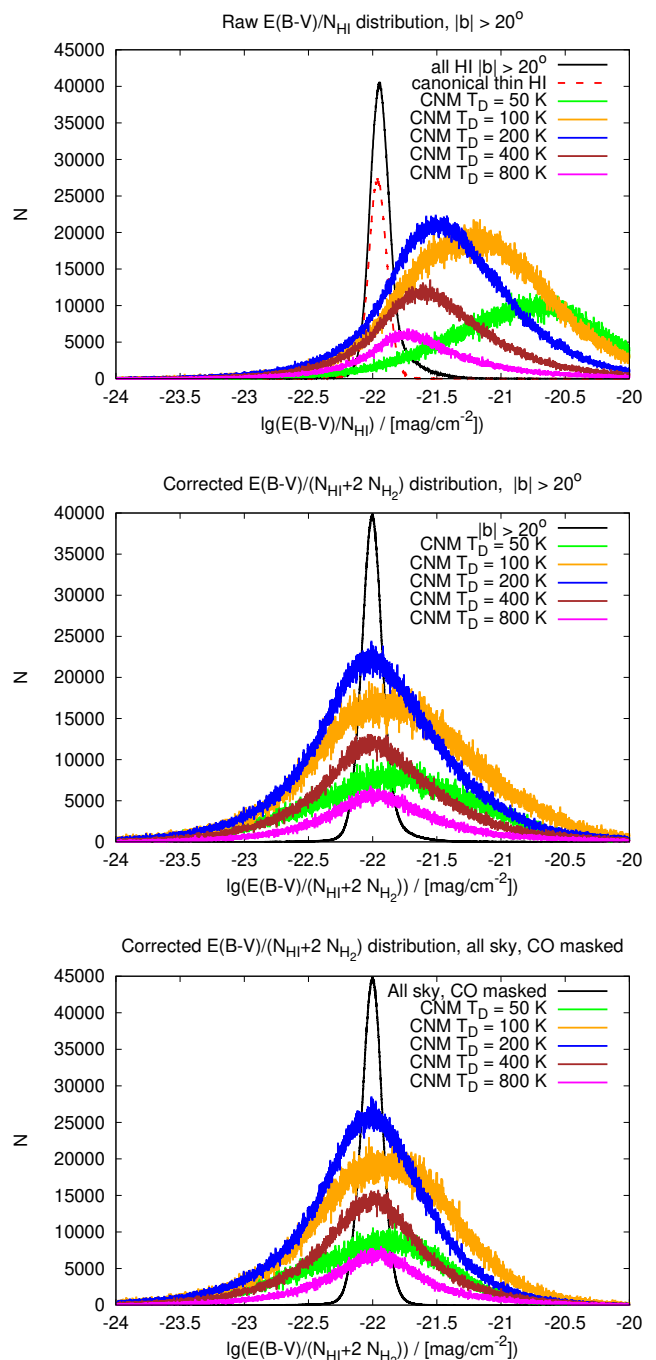 Raw E(B-V)/N_HI distribution, |b| > 20°
45000
all HI |b| > 20°
40000
canonical thin HI
CNM T_D = 50 K
35000
CNM T_D = 100 K
CNM T_D = 200 K
30000
CNM T_D = 400 K
CNM T_D = 800 K
25000
N
20000
15000
10000
5000
0
-24 -23.5 -23 -22.5 -22 -21.5 -21 -20.5 -20
lg(E(B-V)/N_HI) / [mag/cm^-2])
Corrected E(B-V)/(N_HI+2 N_H2) distribution, |b| > 20°
40000
|b| > 20°
CNM T_D = 50 K
35000
CNM T_D = 100 K
CNM T_D = 200 K
30000
CNM T_D = 400 K
CNM T_D = 800 K
25000
N
20000
15000
10000
5000
0
-24 -23.5 -23 -22.5 -22 -21.5 -21 -20.5 -20
lg(E(B-V)/(N_HI+2 N_H2)) / [mag/cm^-2])
Corrected E(B-V)/(N_HI+2 N_H2) distribution, all sky, CO masked
45000
All sky, CO masked
40000
CNM T_D = 50 K
CNM T_D = 100 K
35000
CNM T_D = 200 K
CNM T_D = 400 K
30000
CNM T_D = 800 K
25000
N
20000
15000
10000
5000
0
-24 -23.5 -23 -22.5 -22 -21.5 -21 -20.5 -20
lg(E(B-V)/(N_HI+2 N_H2)) / [mag/cm^-2])